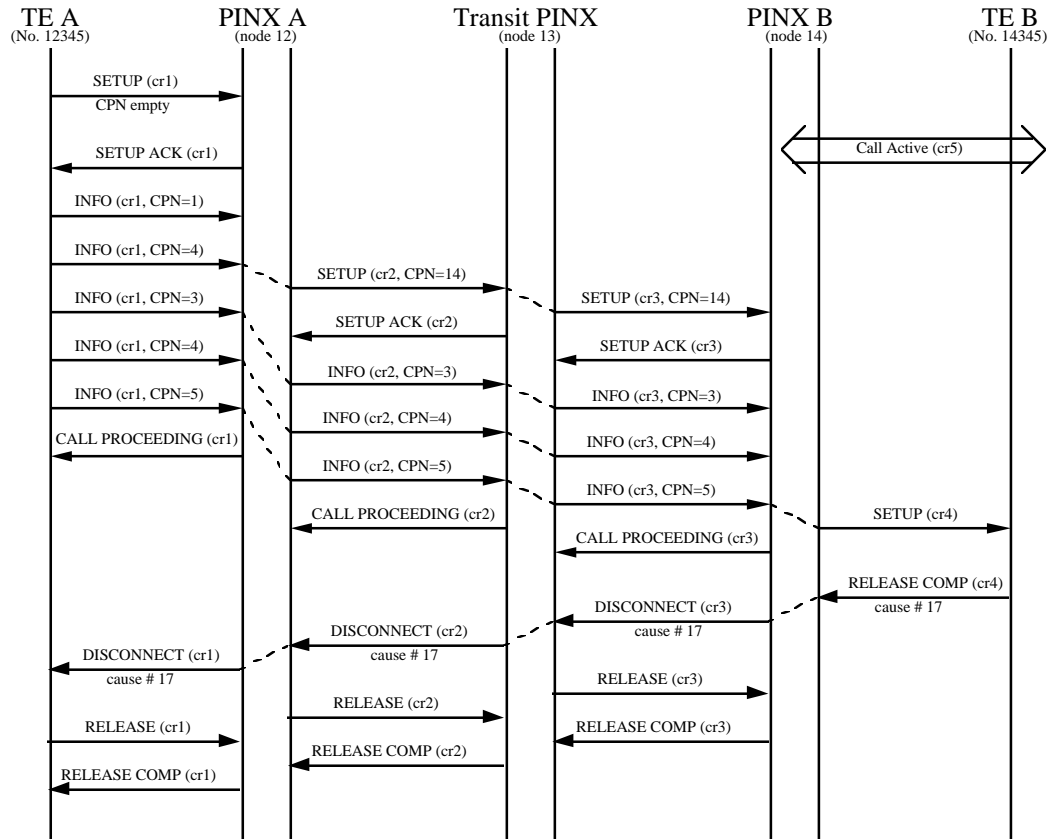 TE A
PINX A
Transit PINX
PINX B
TE B
(No. 12345)
(node 12)
(node 13)
(node 14)
(No. 14345)
SETUP (cr1)
CPN empty
Call Active (cr5)
SETUP ACK (cr1)
INFO (cr1, CPN=1)
INFO (cr1, CPN=4)
SETUP (cr2, CPN=14)
INFO (cr1, CPN=3)
SETUP (cr3, CPN=14)
SETUP ACK (cr2)
INFO (cr1, CPN=4)
SETUP ACK (cr3)
INFO (cr2, CPN=3)
INFO (cr1, CPN=5)
INFO (cr3, CPN=3)
INFO (cr2, CPN=4)
CALL PROCEEDING (cr1)
INFO (cr3, CPN=4)
INFO (cr2, CPN=5)
INFO (cr3, CPN=5)
CALL PROCEEDING (cr2)
SETUP (cr4)
CALL PROCEEDING (cr3)
RELEASE COMP (cr4)
cause # 17
DISCONNECT (cr3)
cause # 17
DISCONNECT (cr2)
cause # 17
DISCONNECT (cr1)
cause # 17
RELEASE (cr3)
RELEASE (cr2)
RELEASE (cr1)
RELEASE COMP (cr3)
RELEASE COMP (cr2)
RELEASE COMP (cr1)